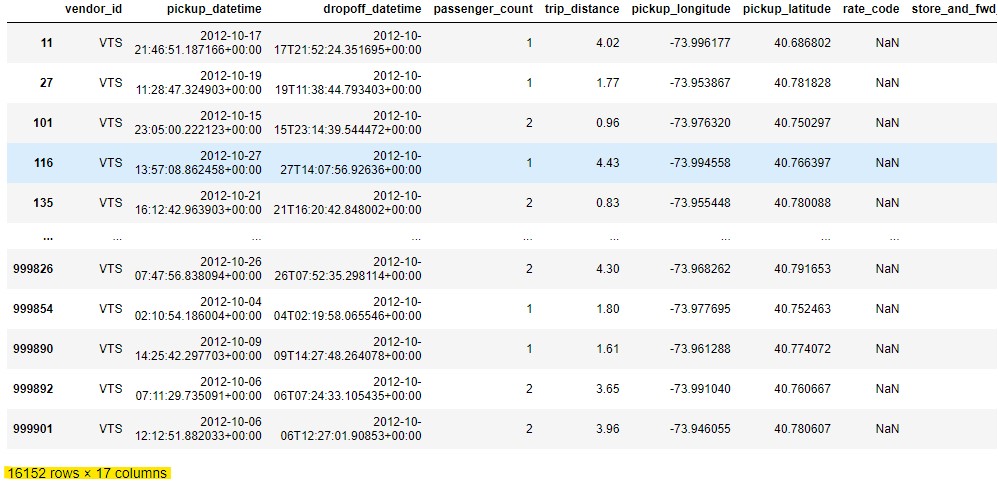 vendor_id pickup_datetime dropoff_datetime passenger_count trip_distance pickup_longitude pickup_latitude rate_code store_and_fwd_
11 VTS 2012-10-17 21:46:51.187166+00:00 2012-10-17T21:52:24.351695+00:00 1 4.02 -73.996177 40.686802 NaN
27 VTS 2012-10-19 11:28:47.324903+00:00 2012-10-19T11:38:44.793403+00:00 1 1.77 -73.953867 40.781828 NaN
101 VTS 2012-10-15 23:05:00.222123+00:00 2012-10-15T23:14:39.544472+00:00 2 0.96 -73.976320 40.750297 NaN
116 VTS 2012-10-27 13:57:08.862458+00:00 2012-10-27T14:07:56.92636+00:00 1 4.43 -73.994558 40.766397 NaN
135 VTS 2012-10-21 16:12:42.963903+00:00 2012-10-21T16:20:42.848002+00:00 2 0.83 -73.955448 40.780088 NaN
... ... ... ... ... ... ... ... ...
999826 VTS 2012-10-26 07:47:56.838094+00:00 2012-10-26T07:52:35.298114+00:00 2 4.30 -73.968262 40.791653 NaN
999854 VTS 2012-10-04 02:10:54.186004+00:00 2012-10-04T02:19:58.065546+00:00 1 1.80 -73.977695 40.752463 NaN
999890 VTS 2012-10-09 14:25:42.297703+00:00 2012-10-09T14:27:48.264078+00:00 1 1.61 -73.961288 40.774072 NaN
999892 VTS 2012-10-06 07:11:29.735091+00:00 2012-10-06T07:24:33.105435+00:00 2 3.65 -73.991040 40.760667 NaN
999901 VTS 2012-10-06 12:12:51.882033+00:00 2012-10-06T12:27:01.90853+00:00 2 3.96 -73.946055 40.780607 NaN
16152 rows × 17 columns